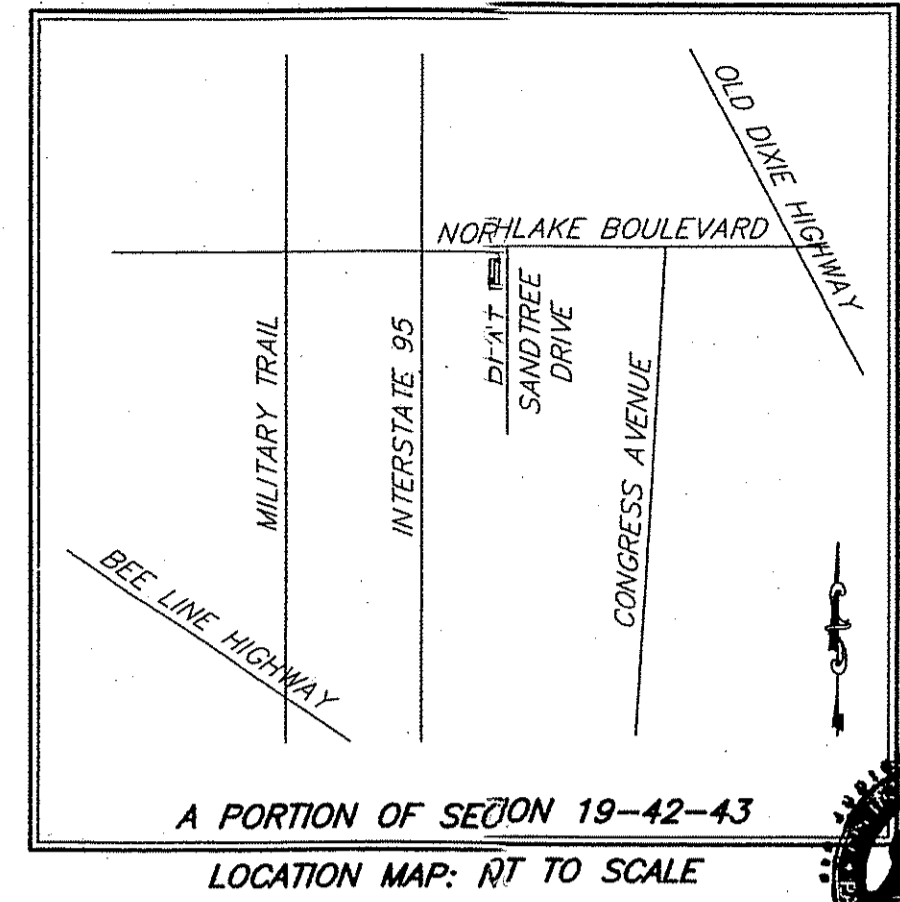 OLD DIXIE HIGHWAY
NORHLAKE BOULEVARD
SANDTREE
DRIVE
MILITARY TRAIL
INTERSTATE 95
CONGRESS AVENUE
BEE LINE HIGHWAY
A PORTION OF SECION 19-42-43
LOCATION MAP: NT TO SCALE